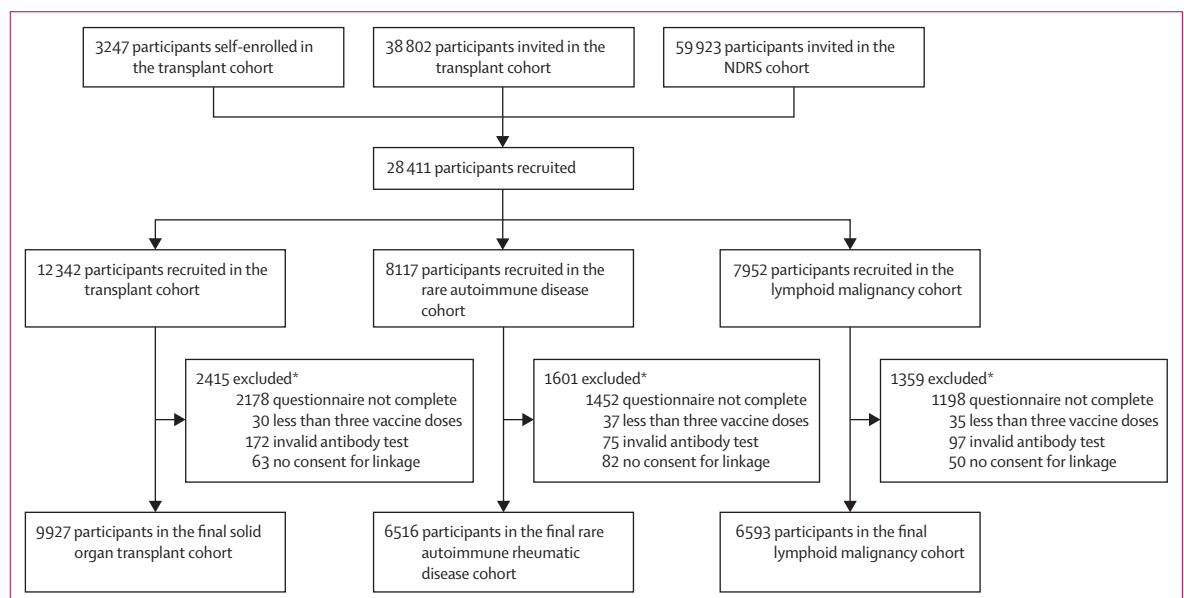 3247 participants self-enrolled in
the transplant cohort
38 802 participants invited in the
transplant cohort
59 923 participants invited in the
NDRS cohort
28 411 participants recruited
12 342 participants recruited in the
transplant cohort
8117 participants recruited in the
rare autoimmune disease
cohort
7952 participants recruited in the
lymphoid malignancy cohort
2415 excluded*
2178 questionnaire not complete
30 less than three vaccine doses
172 invalid antibody test
63 no consent for linkage
1601 excluded*
1452 questionnaire not complete
37 less than three vaccine doses
75 invalid antibody test
82 no consent for linkage
1359 excluded*
1198 questionnaire not complete
35 less than three vaccine doses
97 invalid antibody test
50 no consent for linkage
9927 participants in the final solid
organ transplant cohort
6516 participants in the final rare
autoimmune rheumatic
disease cohort
6593 participants in the final
lymphoid malignancy cohort